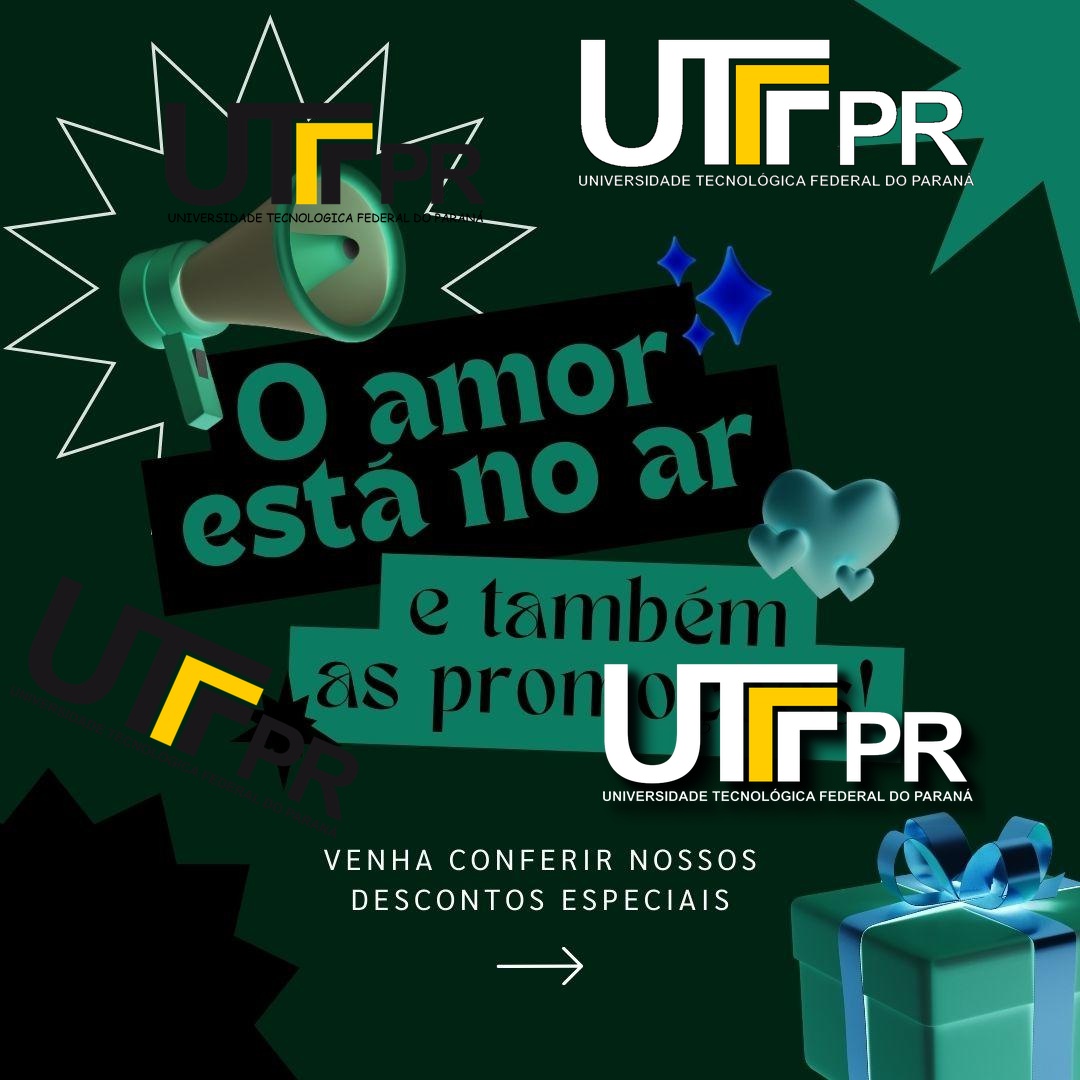 UTFPR
UNIVERSIDADE TECNOLÓGICA FEDERAL DO PARANÁ
UTFPR
UNIVERSIDADE TECNOLOGICA FEDERAL DO PARANÁ
O amor
está no ar
e também
as promo s!
UTFPR
UTFPR
UNIVERSIDADE TECNOLÓGICA FEDERAL DO PARANÁ
VENHA CONFERIR NOSSOS
DESCONTOS ESPECIAIS